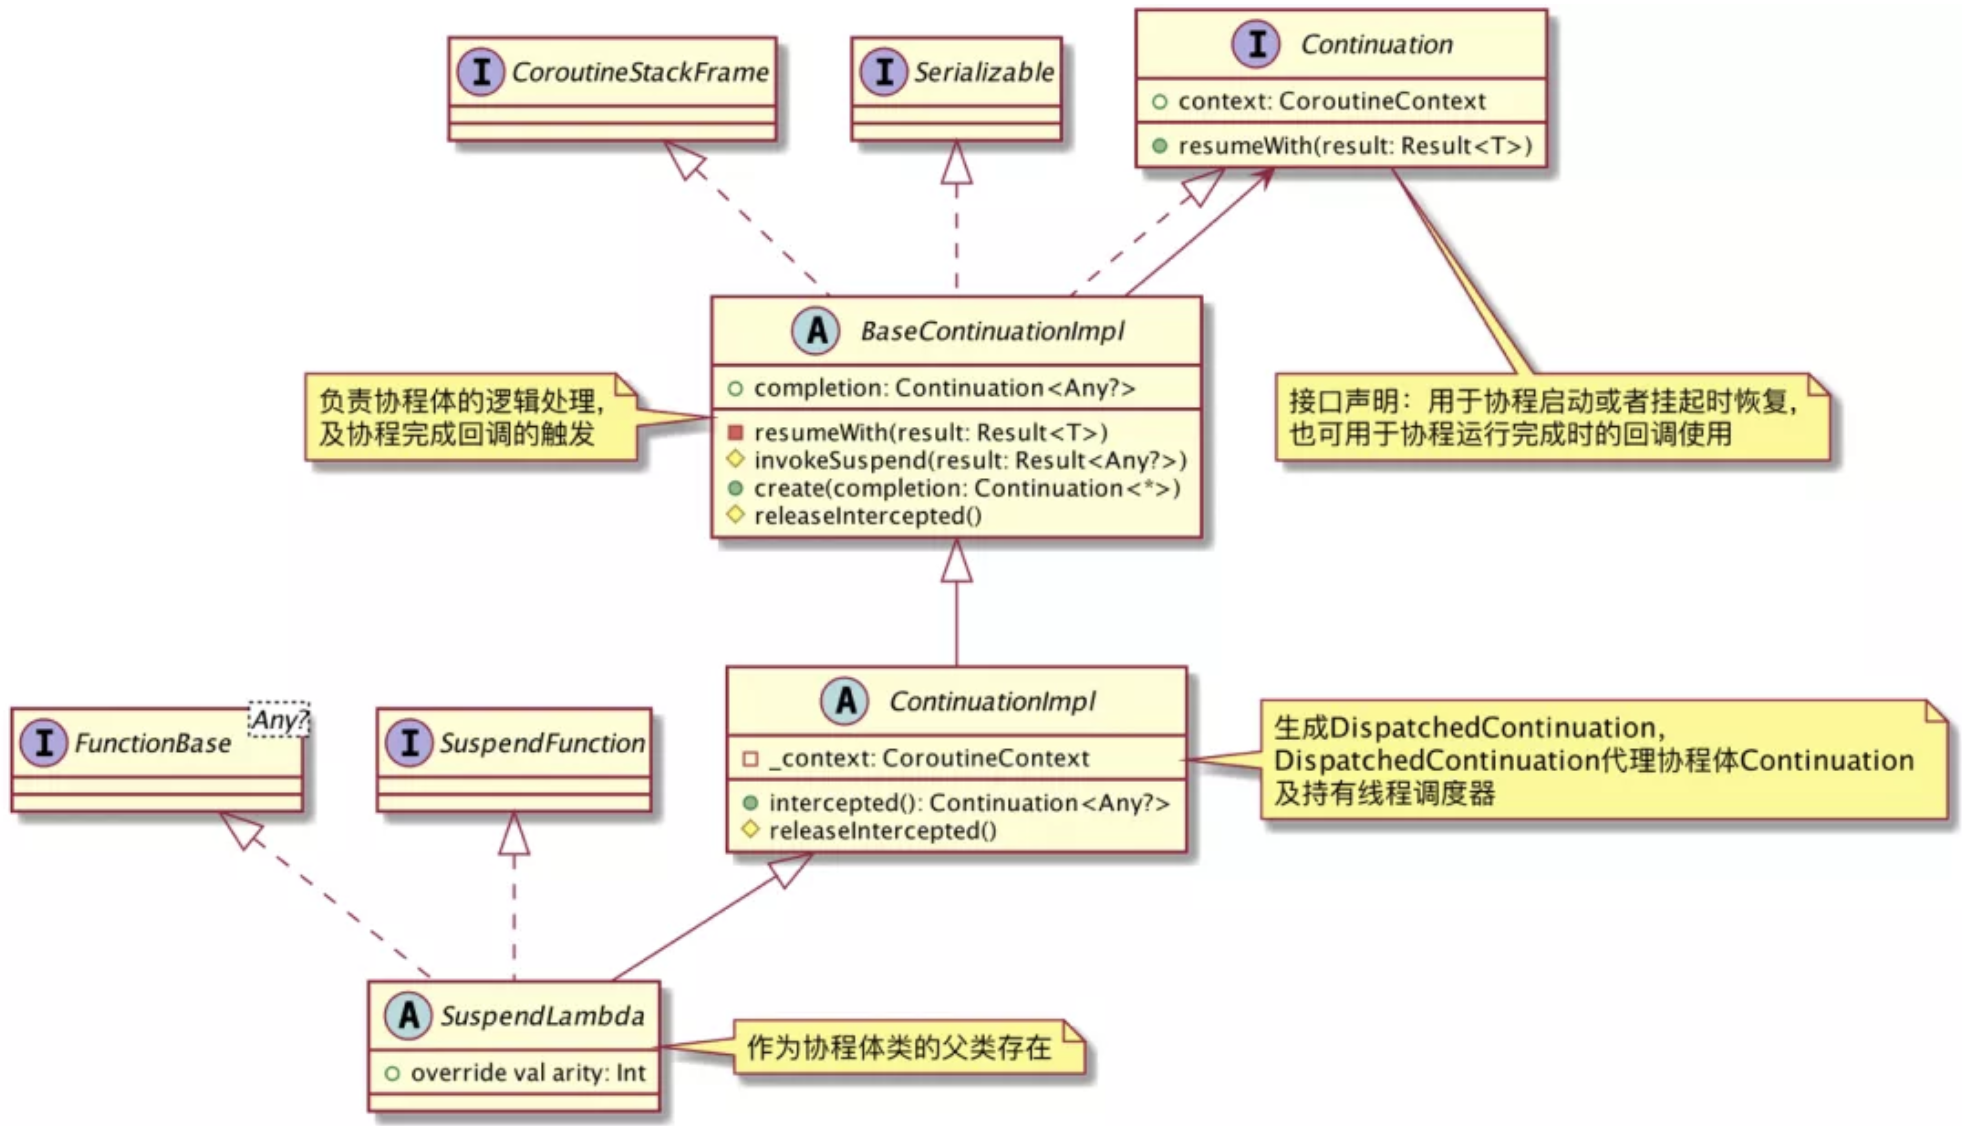 I CoroutineStackFrame
I Serializable
I Continuation
context: CoroutineContext
resumeWith(result: Result<T>)
A BaseContinuationImpl
completion: Continuation<Any?>
resumeWith(result: Result<T>)
invokeSuspend(result: Result<Any?>)
create(completion: Continuation<*>)
releaseIntercepted()
负责协程体的逻辑处理,
及协程完成回调的触发
接口声明：用于协程启动或者挂起时恢复,
也可用于协程运行完成时的回调使用
I FunctionBase
Any?
I SuspendFunction
A ContinuationImpl
_context: CoroutineContext
intercepted(): Continuation<Any?>
releaseIntercepted()
生成DispatchedContinuation,
DispatchedContinuation代理协程体Continuation
及持有线程调度器
A SuspendLambda
override val arity: Int
作为协程体类的父类存在